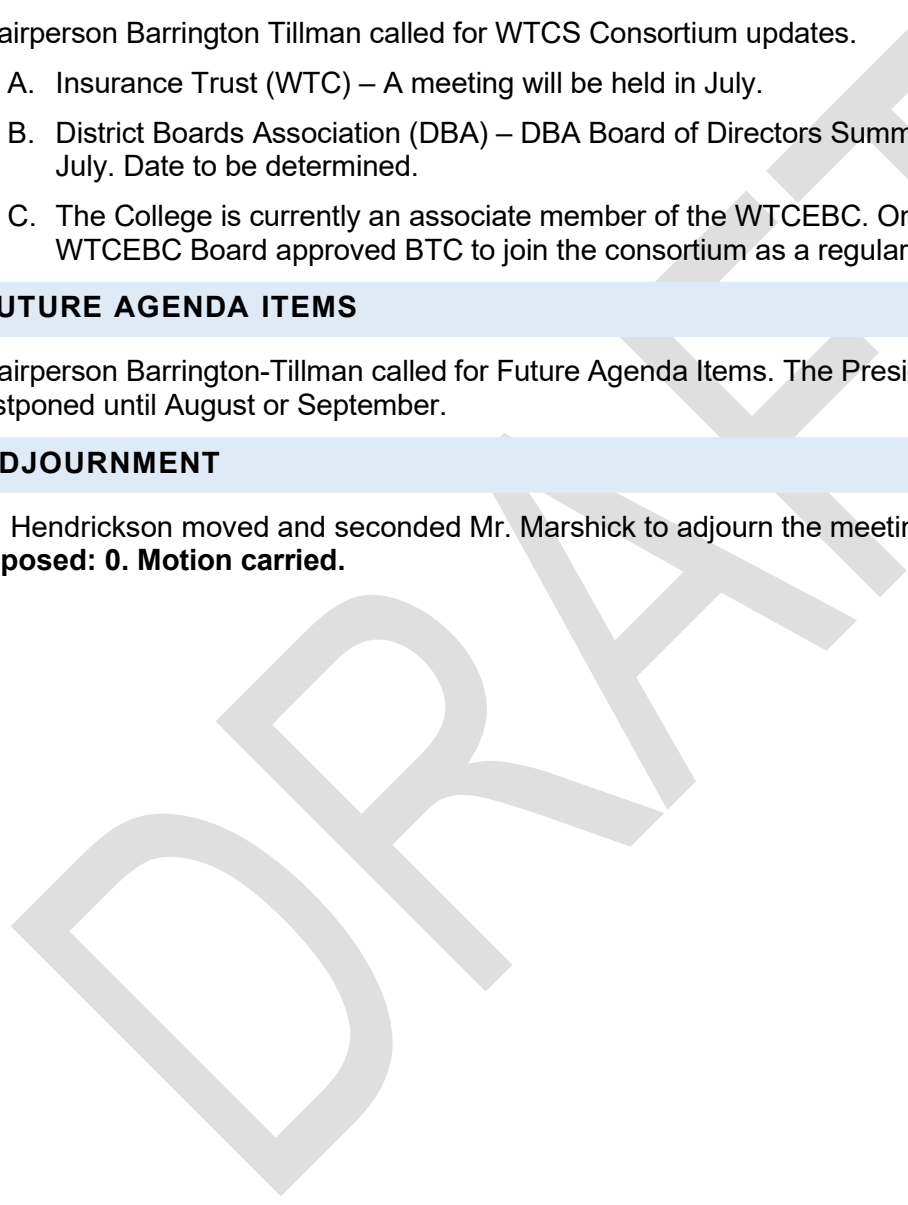 airperson Barrington Tillman called for WTCS Consortium updates.
A. Insurance Trust (WTC) – A meeting will be held in July.
B. District Boards Association (DBA) – DBA Board of Directors Summ
July. Date to be determined.
C. The College is currently an associate member of the WTCEBC. On
WTCEBC Board approved BTC to join the consortium as a regular
UTURE AGENDA ITEMS
airperson Barrington-Tillman called for Future Agenda Items. The Presi
stponed until August or September.
DJOURNMENT
Hendrickson moved and seconded Mr. Marshick to adjourn the meetin
posed: 0. Motion carried.
DRAFT